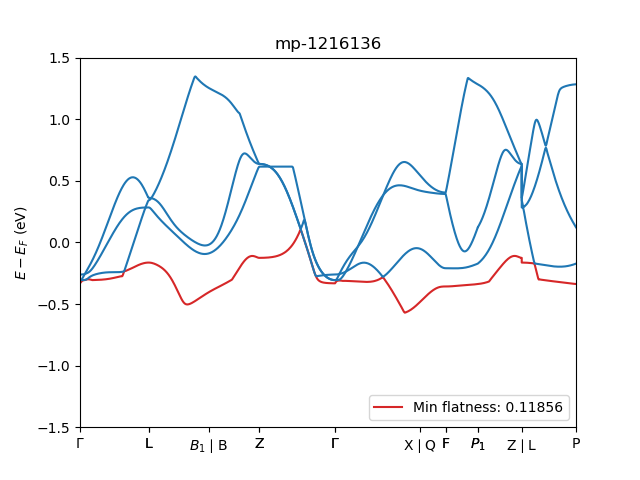 mp-1216136
E − E_F (eV)
1.5
1.0
0.5
0.0
−0.5
−1.0
−1.5
Min flatness: 0.11856
Γ L B₁ | B Z Γ X | Q F P₁ Z | L P